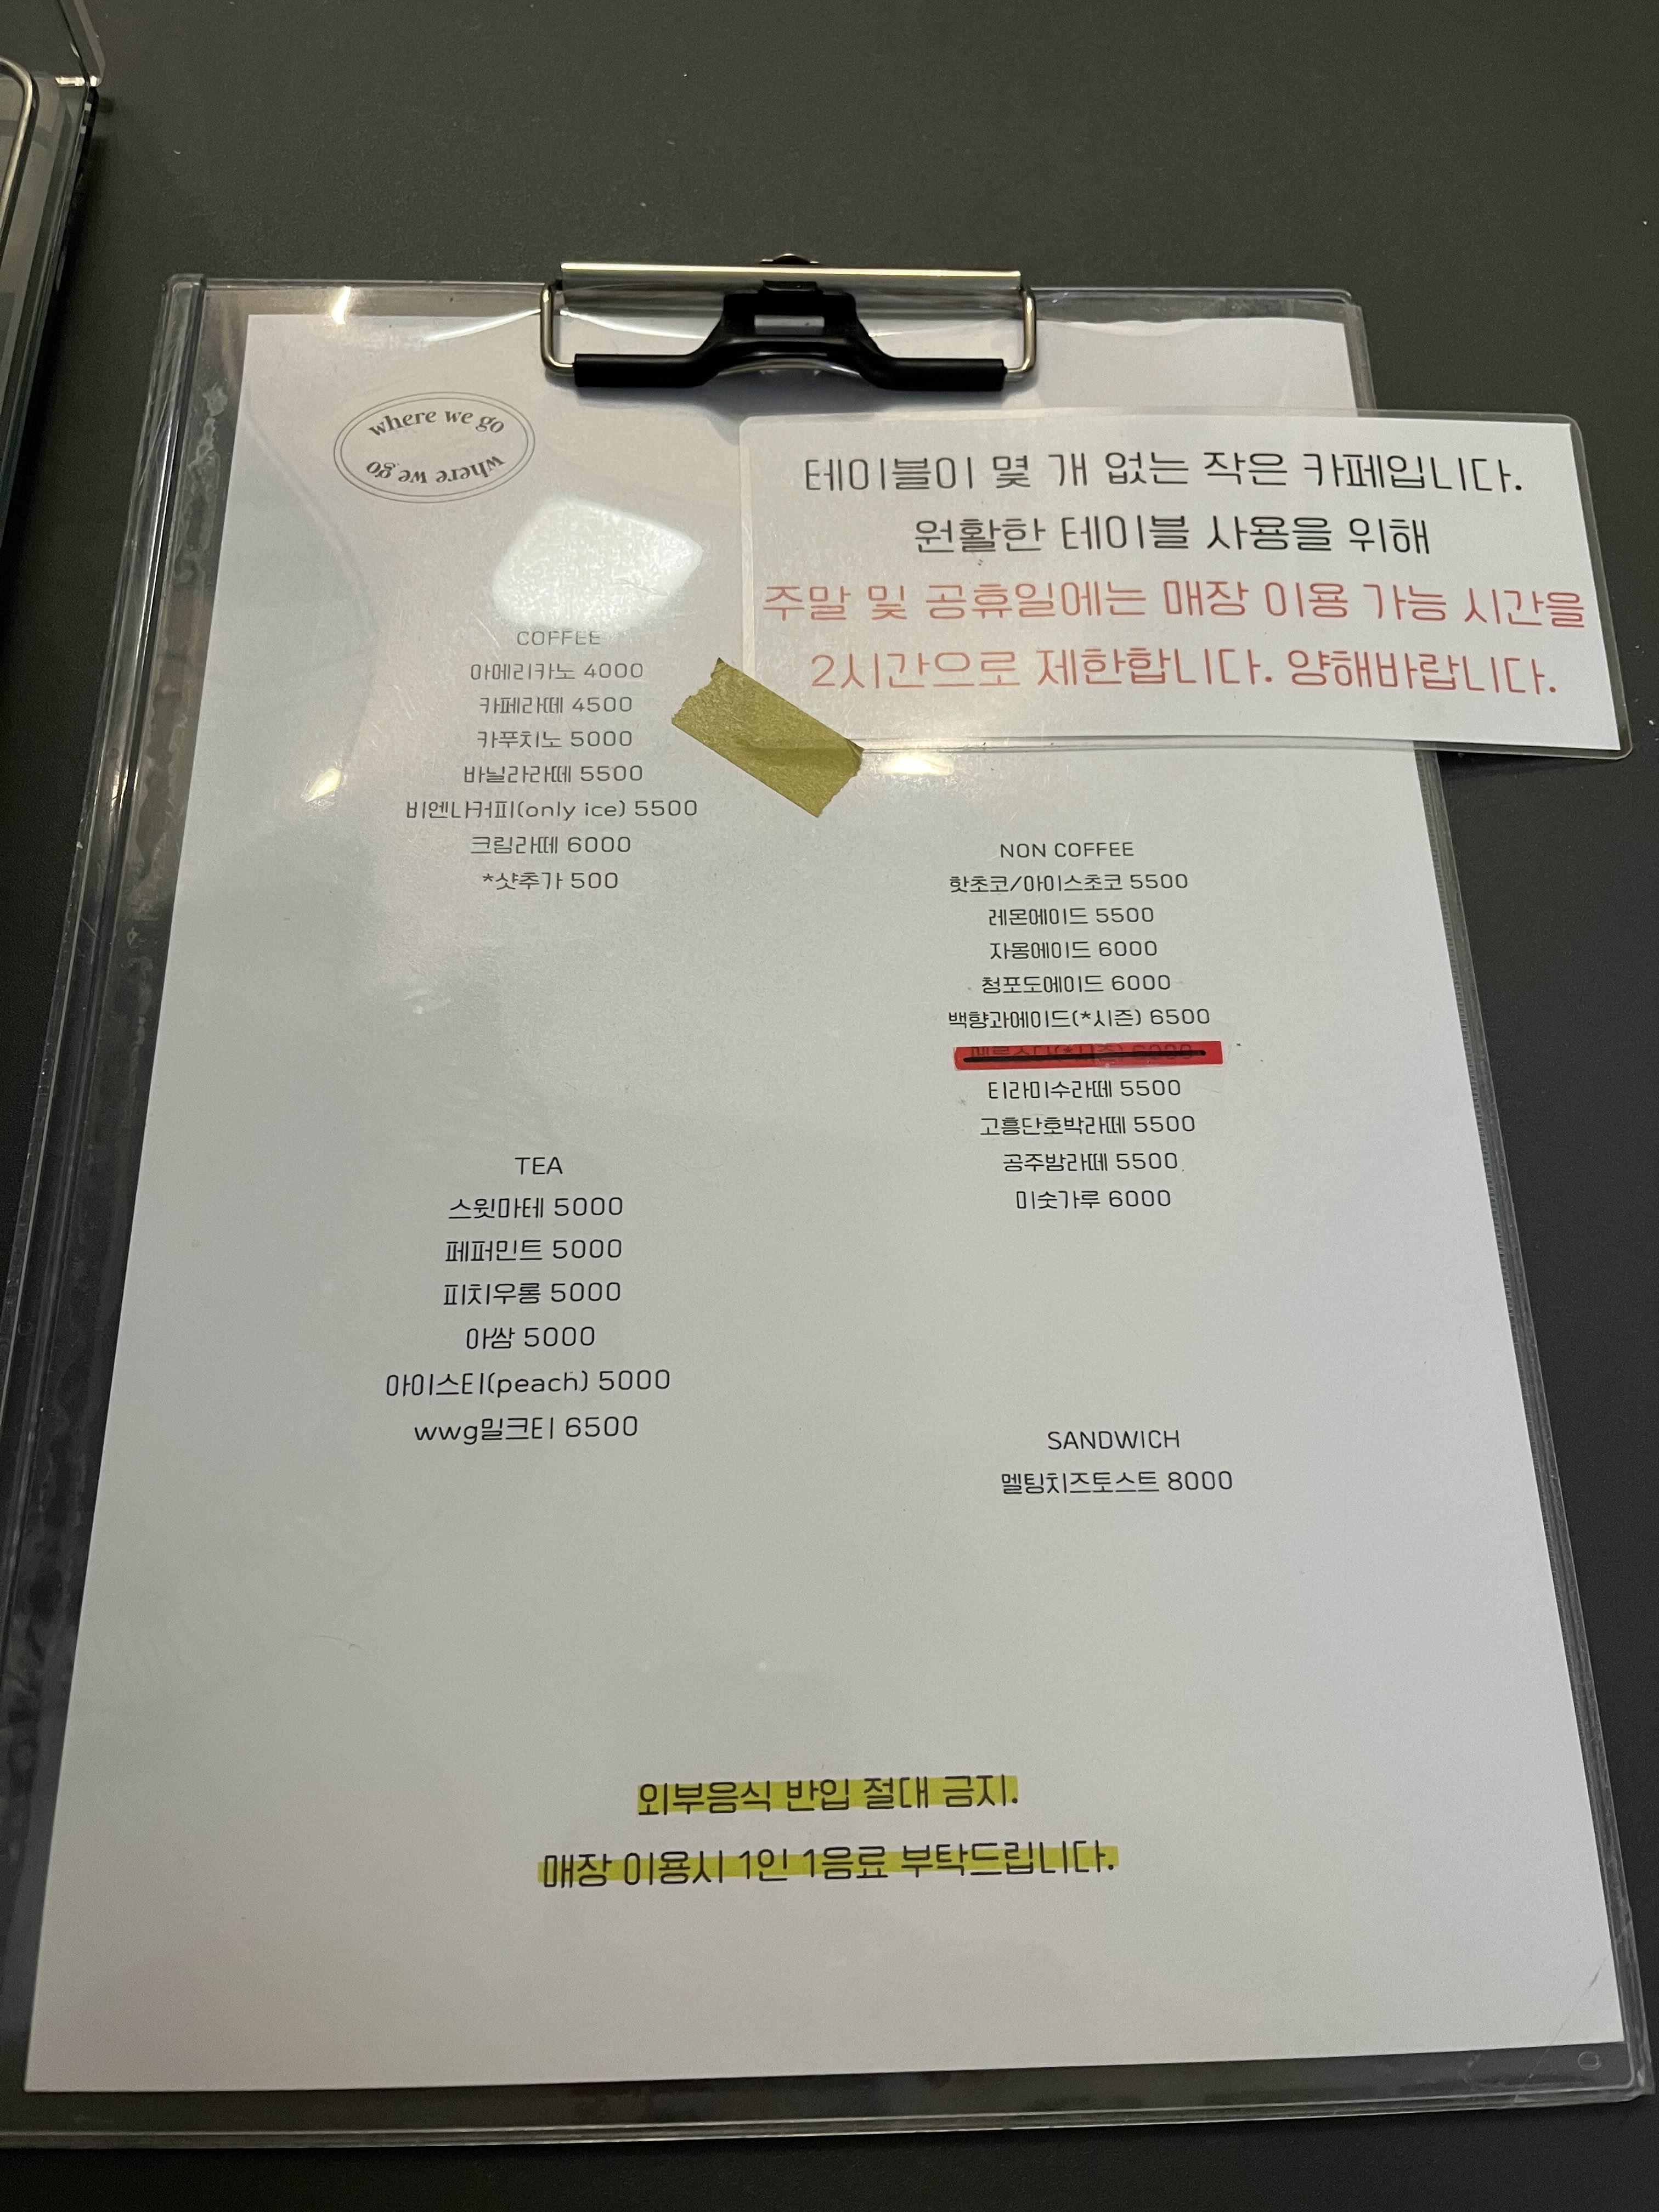 where we go
where we go
테이블이 몇 개 없는 작은 카페입니다.
원활한 테이블 사용을 위해
주말 및 공휴일에는 매장 이용 가능 시간을
2시간으로 제한합니다. 양해바랍니다.
COFFEE
아메리카노 4000
카페라떼 4500
카푸치노 5000
바닐라라떼 5500
비엔나커피(only ice) 5500
크림라떼 6000
*샷추가 500
NON COFFEE
핫초코/아이스초코 5500
레몬에이드 5500
자몽에이드 6000
청포도에이드 6000
백향과에이드(*시즌) 6500
티라미수라떼 5500
고흥단호박라떼 5500
공주밤라떼 5500
미숫가루 6000
TEA
스윗마테 5000
페퍼민트 5000
피치우롱 5000
아쌈 5000
아이스티(peach) 5000
wwg밀크티 6500
SANDWICH
멜팅치즈토스트 8000
외부음식 반입 절대 금지.
매장 이용시 1인 1음료 부탁드립니다.